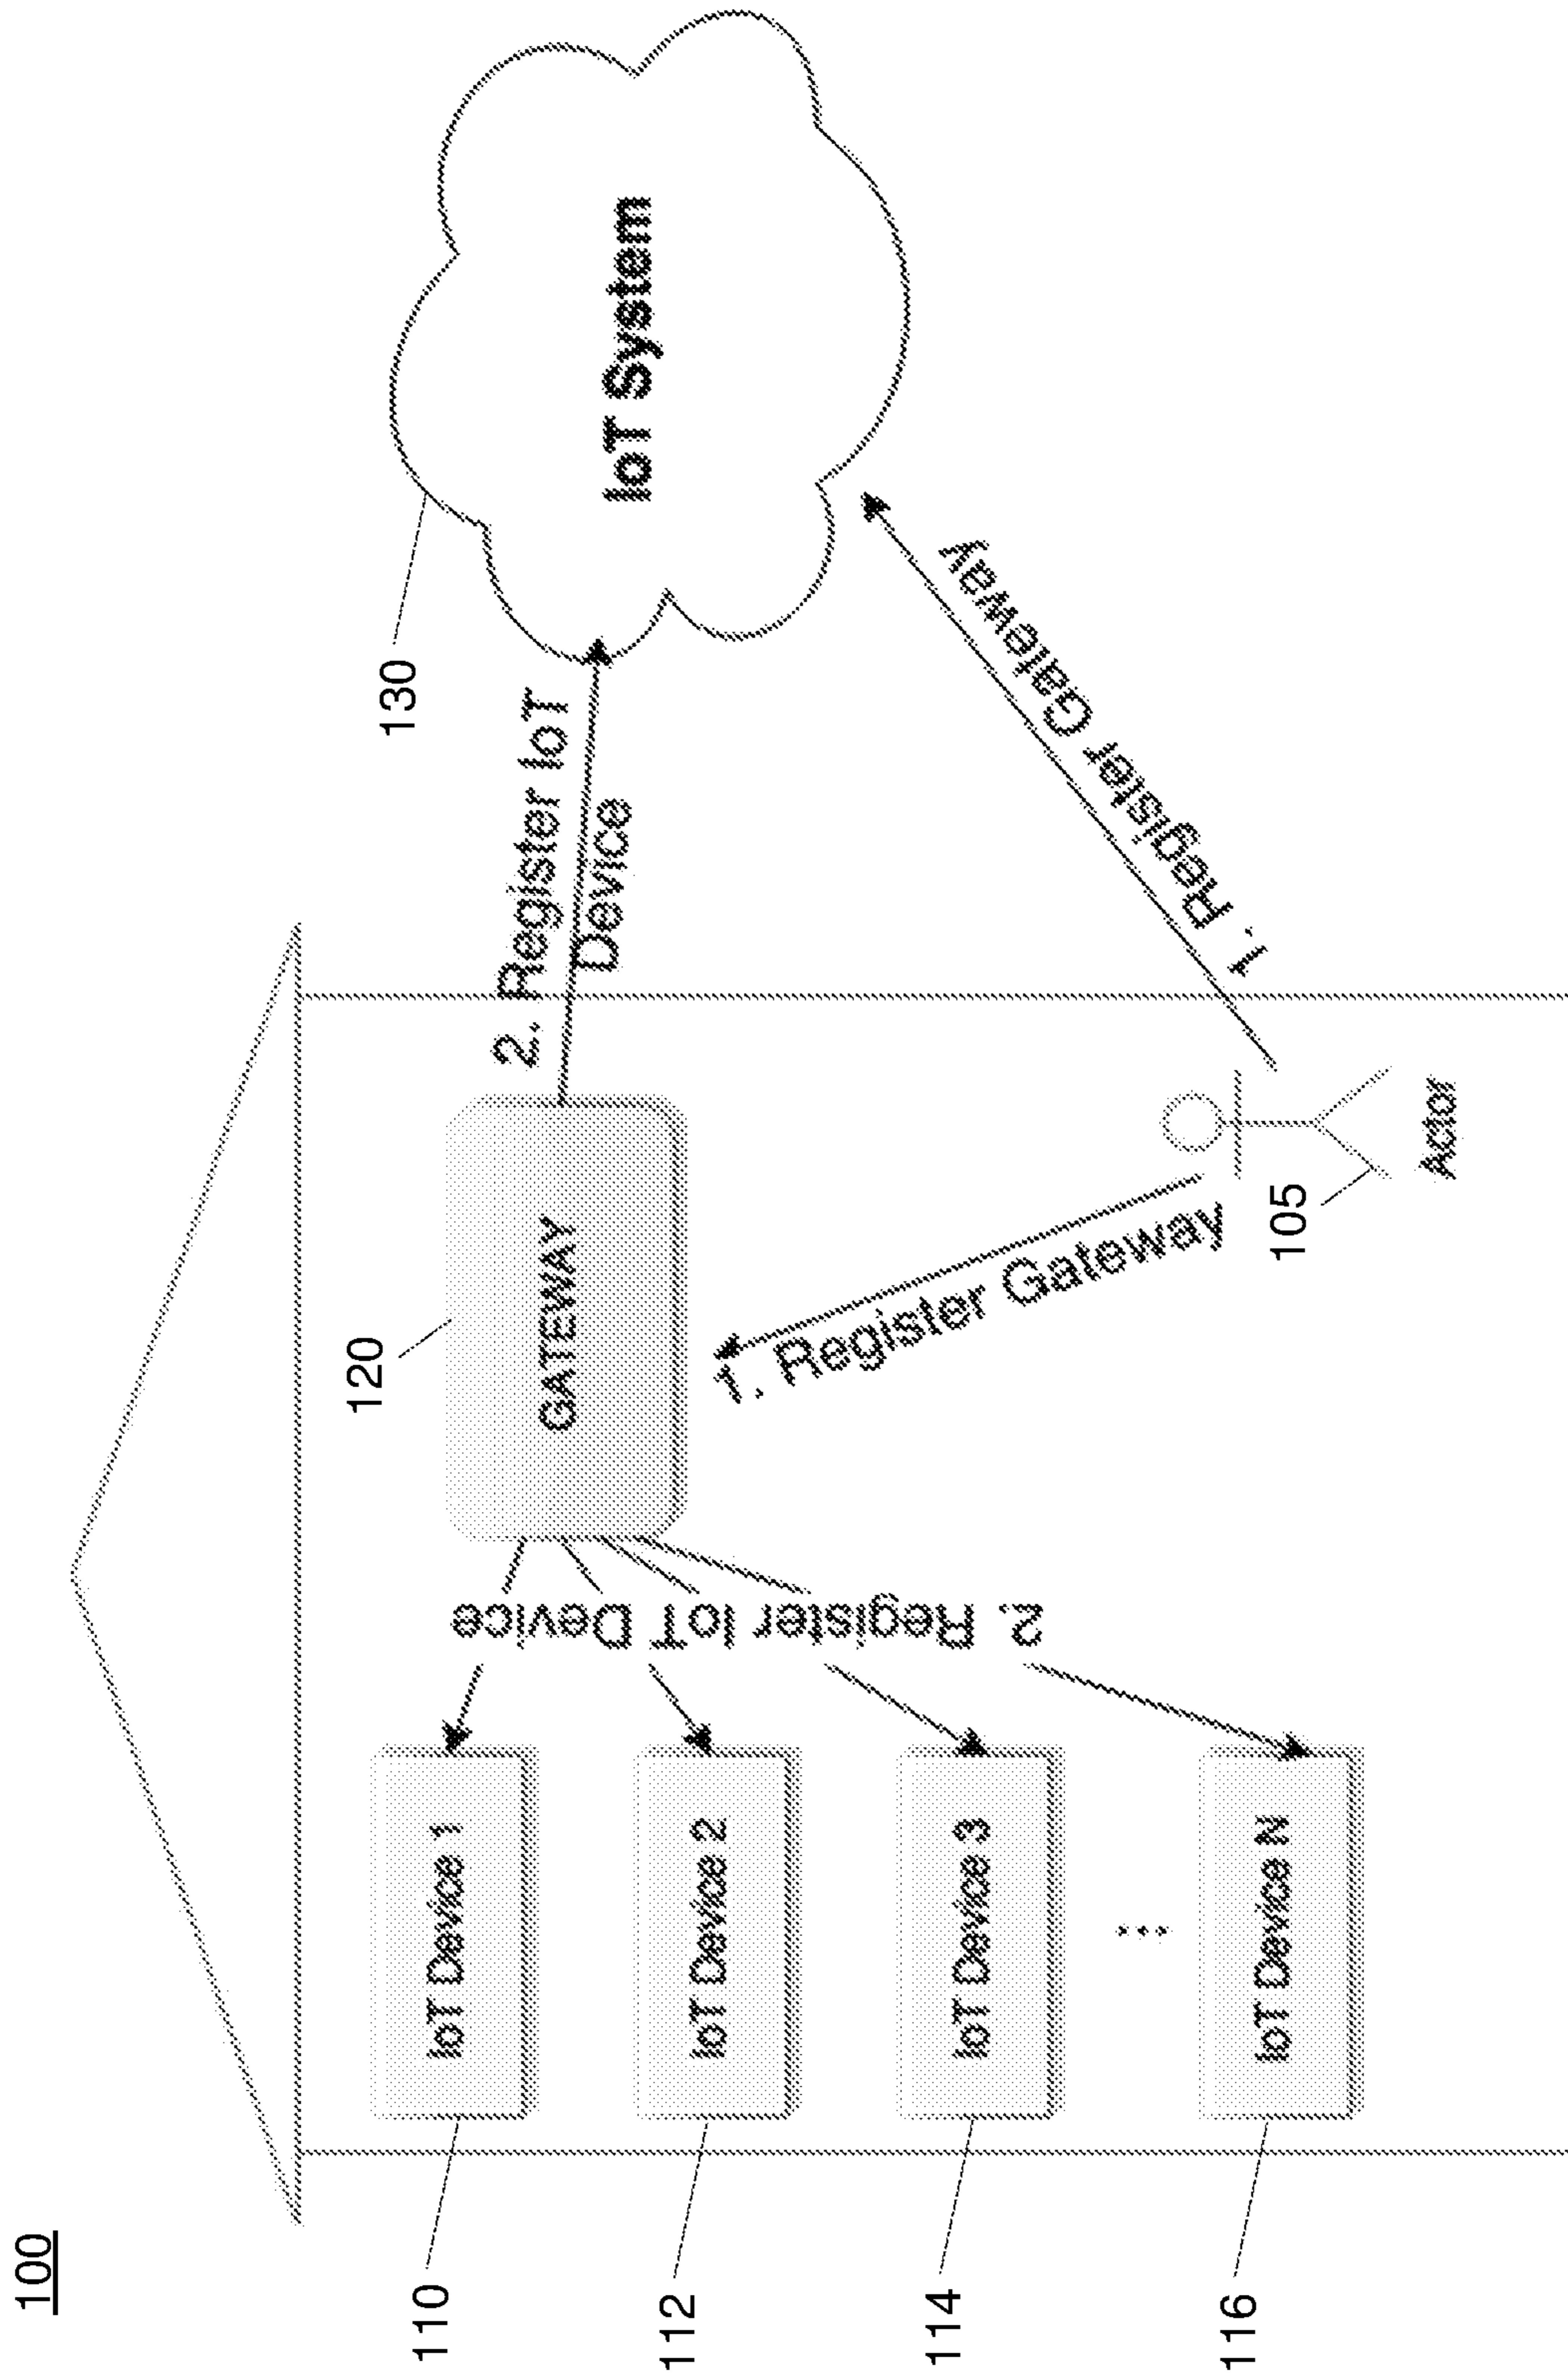 100
110
IoT Device 1
112
IoT Device 2
114
IoT Device 3
⋮
116
IoT Device N
2. Register IoT Device
120
GATEWAY
1. Register Gateway
105
Actor
2. Register IoT
Device
1. Register Gateway
130
IoT System